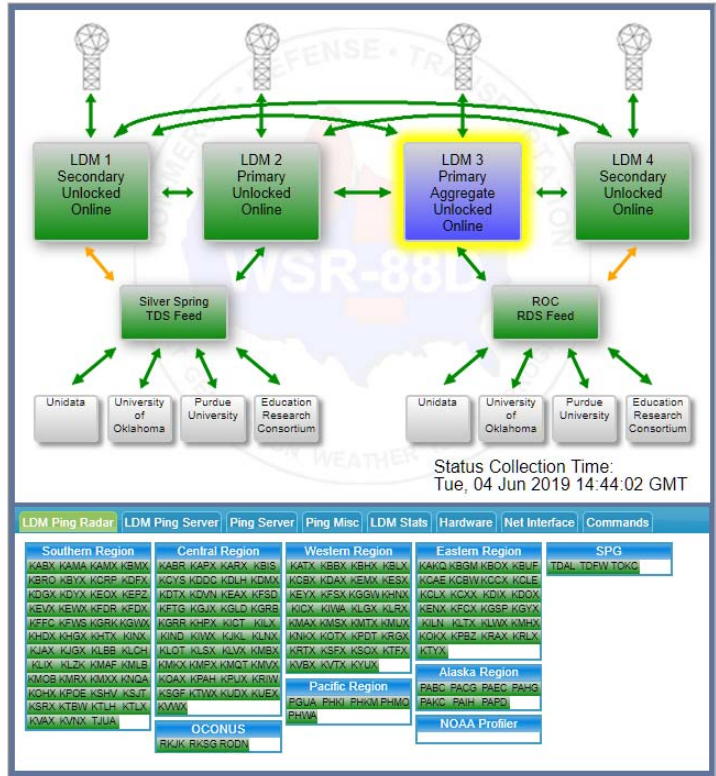 DEFENSE • TRA
LDM 1
Secondary
Unlocked
Online
LDM 2
Primary
Unlocked
Online
LDM 3
Primary
Aggregate
Unlocked
Online
LDM 4
Secondary
Unlocked
Online
WSR-88D
Silver Spring
TDS Feed
ROC
RDS Feed
Unidata
University
of
Oklahoma
Purdue
University
Education
Research
Consortium
Unidata
University
of
Oklahoma
Purdue
University
Education
Research
Consortium
WEATHER
Status Collection Time:
Tue, 04 Jun 2019 14:44:02 GMT
LDM Ping Radar LDM Ping Server Ping Server Ping Misc LDM Stats Hardware Net Interface Commands
Southern Region
KABX KAMA KAMX KBMX
KBRO KBYX KCRP KDFX
KDGX KDYX KEOX KEPZ
KEVX KEWX KFDR KFDX
KFFC KFWS KGRK KGWX
KHDX KHGX KHTX KINX
KJAX KJGX KLBB KLCH
KLIX KLZK KMAF KMLB
KMOB KMRX KMXX KNQA
KOHX KPOE KSHV KSJT
KSRX KTBW KTLH KTLX
KVAX KVNX TJUA
Central Region
KABR KAPX KARX KBIS
KCYS KDDC KDLH KDMX
KDTX KDVN KEAX KFSD
KFTG KGJX KGLD KGRB
KGRR KHPX KICT KILX
KIND KIWX KJKL KLNX
KLOT KLSX KLVX KMBX
KMKX KMPX KMQT KMVX
KOAX KPAH KPUX KRIW
KSGF KTWX KUDX KUEX
KVWX
OCONUS
RKJK RKSG RODN
Western Region
KATX KBBX KBHX KBLX
KCBX KDAX KEMX KESX
KEYX KFSX KGGW KHNX
KICX KIWA KLGX KLRX
KMAX KMSX KMTX KMUX
KNKX KOTX KPDT KRGX
KRTX KSFX KSOX KTFX
KVBX KVTX KYUX
Pacific Region
PGUA PHKI PHKM PHMO
PHWA
Eastern Region
KAKQ KBGM KBOX KBUF
KCAE KCBW KCCX KCLE
KCLX KCXX KDIX KDOX
KENX KFCX KGSP KGYX
KILN KLTX KLWX KMHX
KOKX KPBZ KRAX KRLX
KTYX
Alaska Region
PABC PACG PAEC PAHG
PAKC PAIH PAPD
NOAA Profiler
SPG
TDAL TDFW TOKC